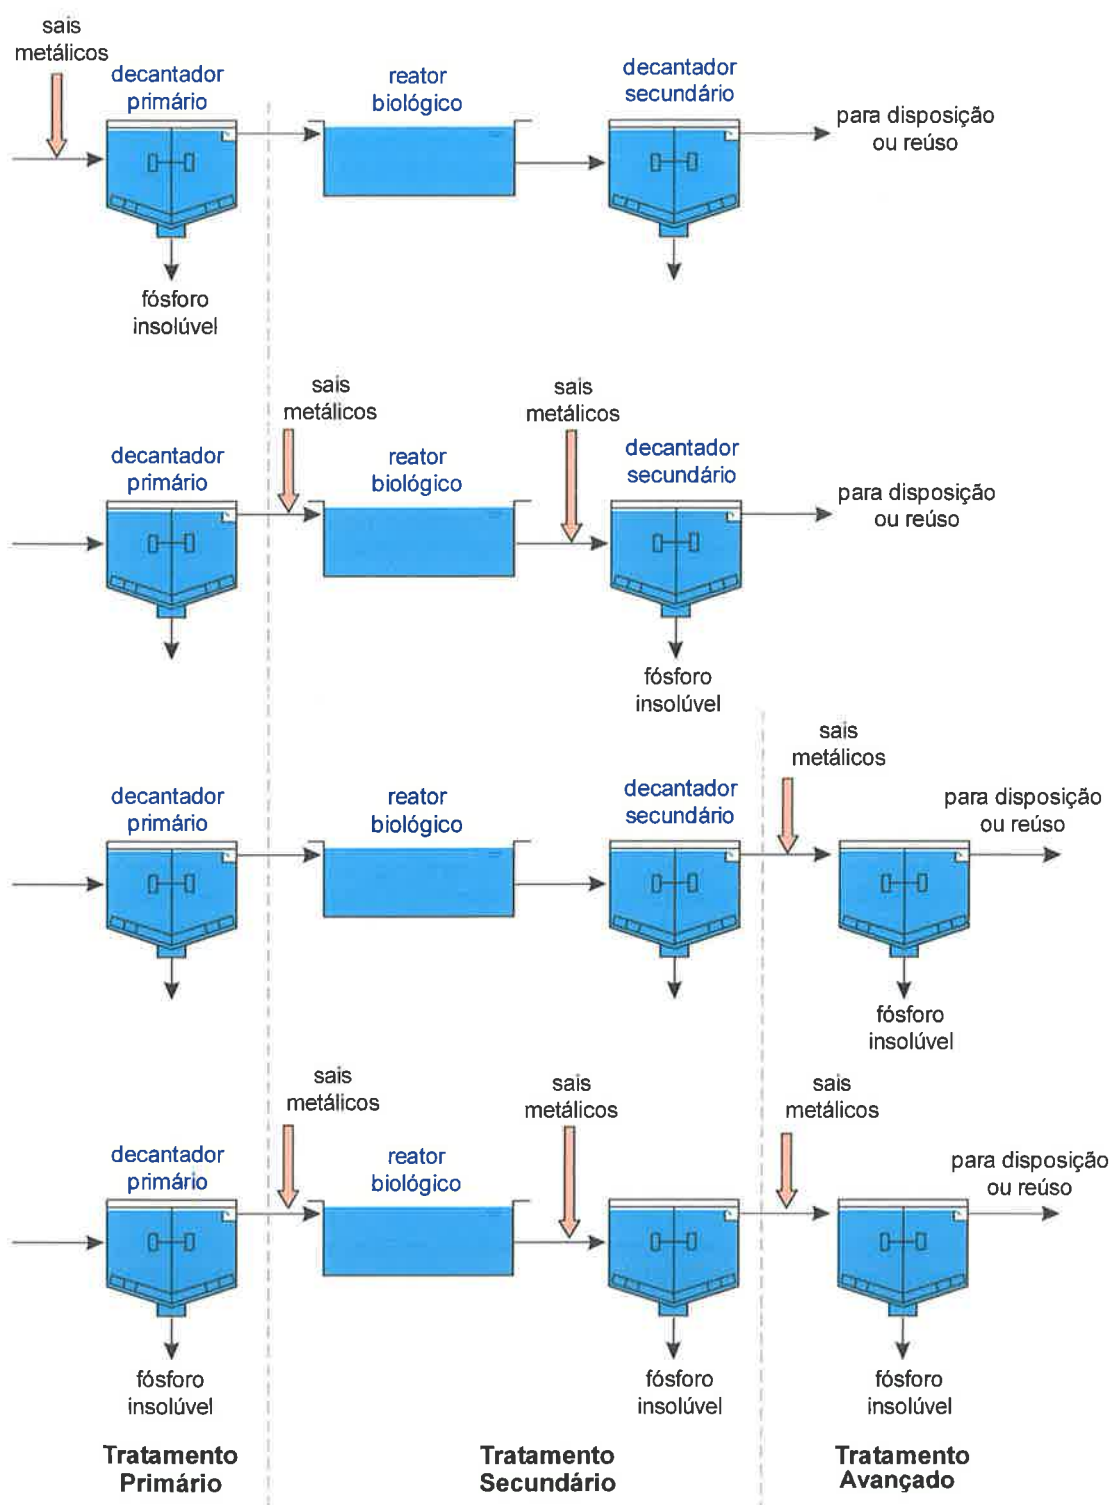 sais
metálicos
decantador
primário
reator
biológico
decantador
secundário
para disposição
ou reúso
fósforo
insolúvel
sais
metálicos
sais
metálicos
decantador
primário
reator
biológico
decantador
secundário
para disposição
ou reúso
fósforo
insolúvel
sais
metálicos
decantador
primário
reator
biológico
decantador
secundário
para disposição
ou reúso
fósforo
insolúvel
sais
metálicos
sais
metálicos
sais
metálicos
decantador
primário
reator
biológico
para disposição
ou reúso
fósforo
insolúvel
fósforo
insolúvel
fósforo
insolúvel
Tratamento
Primário
Tratamento
Secundário
Tratamento
Avançado